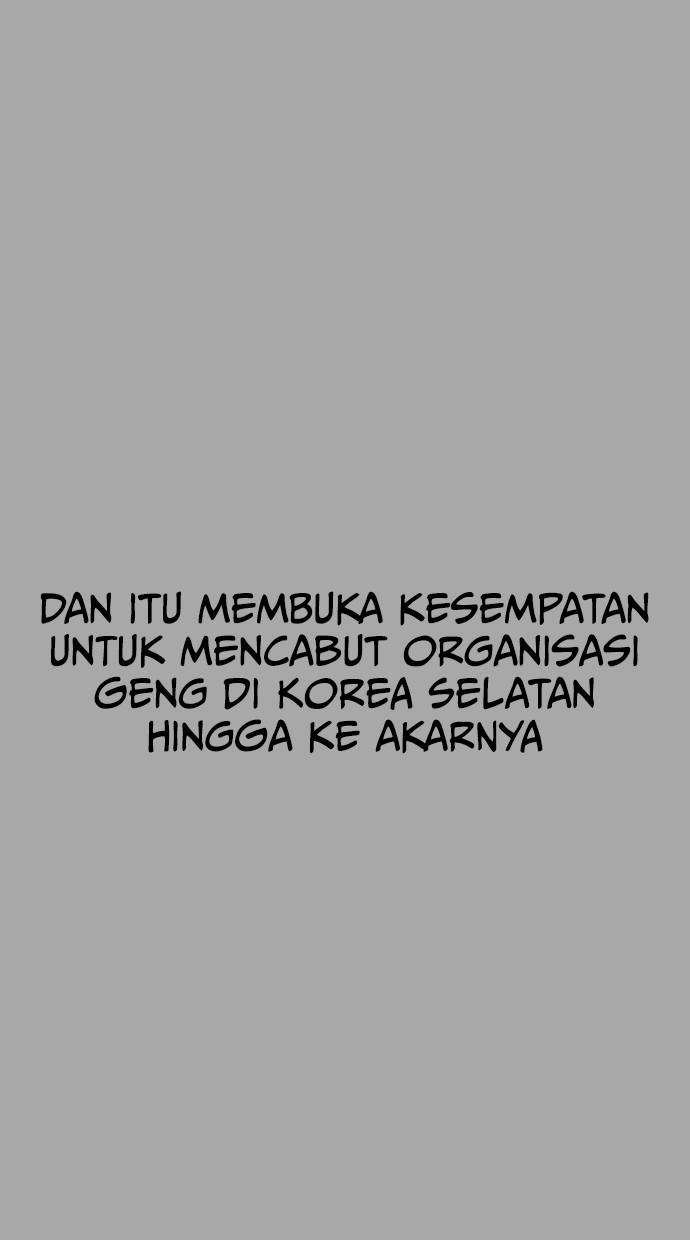 DAN ITU MEMBUKA KESEMPATAN
UNTUK MENCABUT ORGANISASI
GENG DI KOREA SELATAN
HINGGA KE AKARNYA